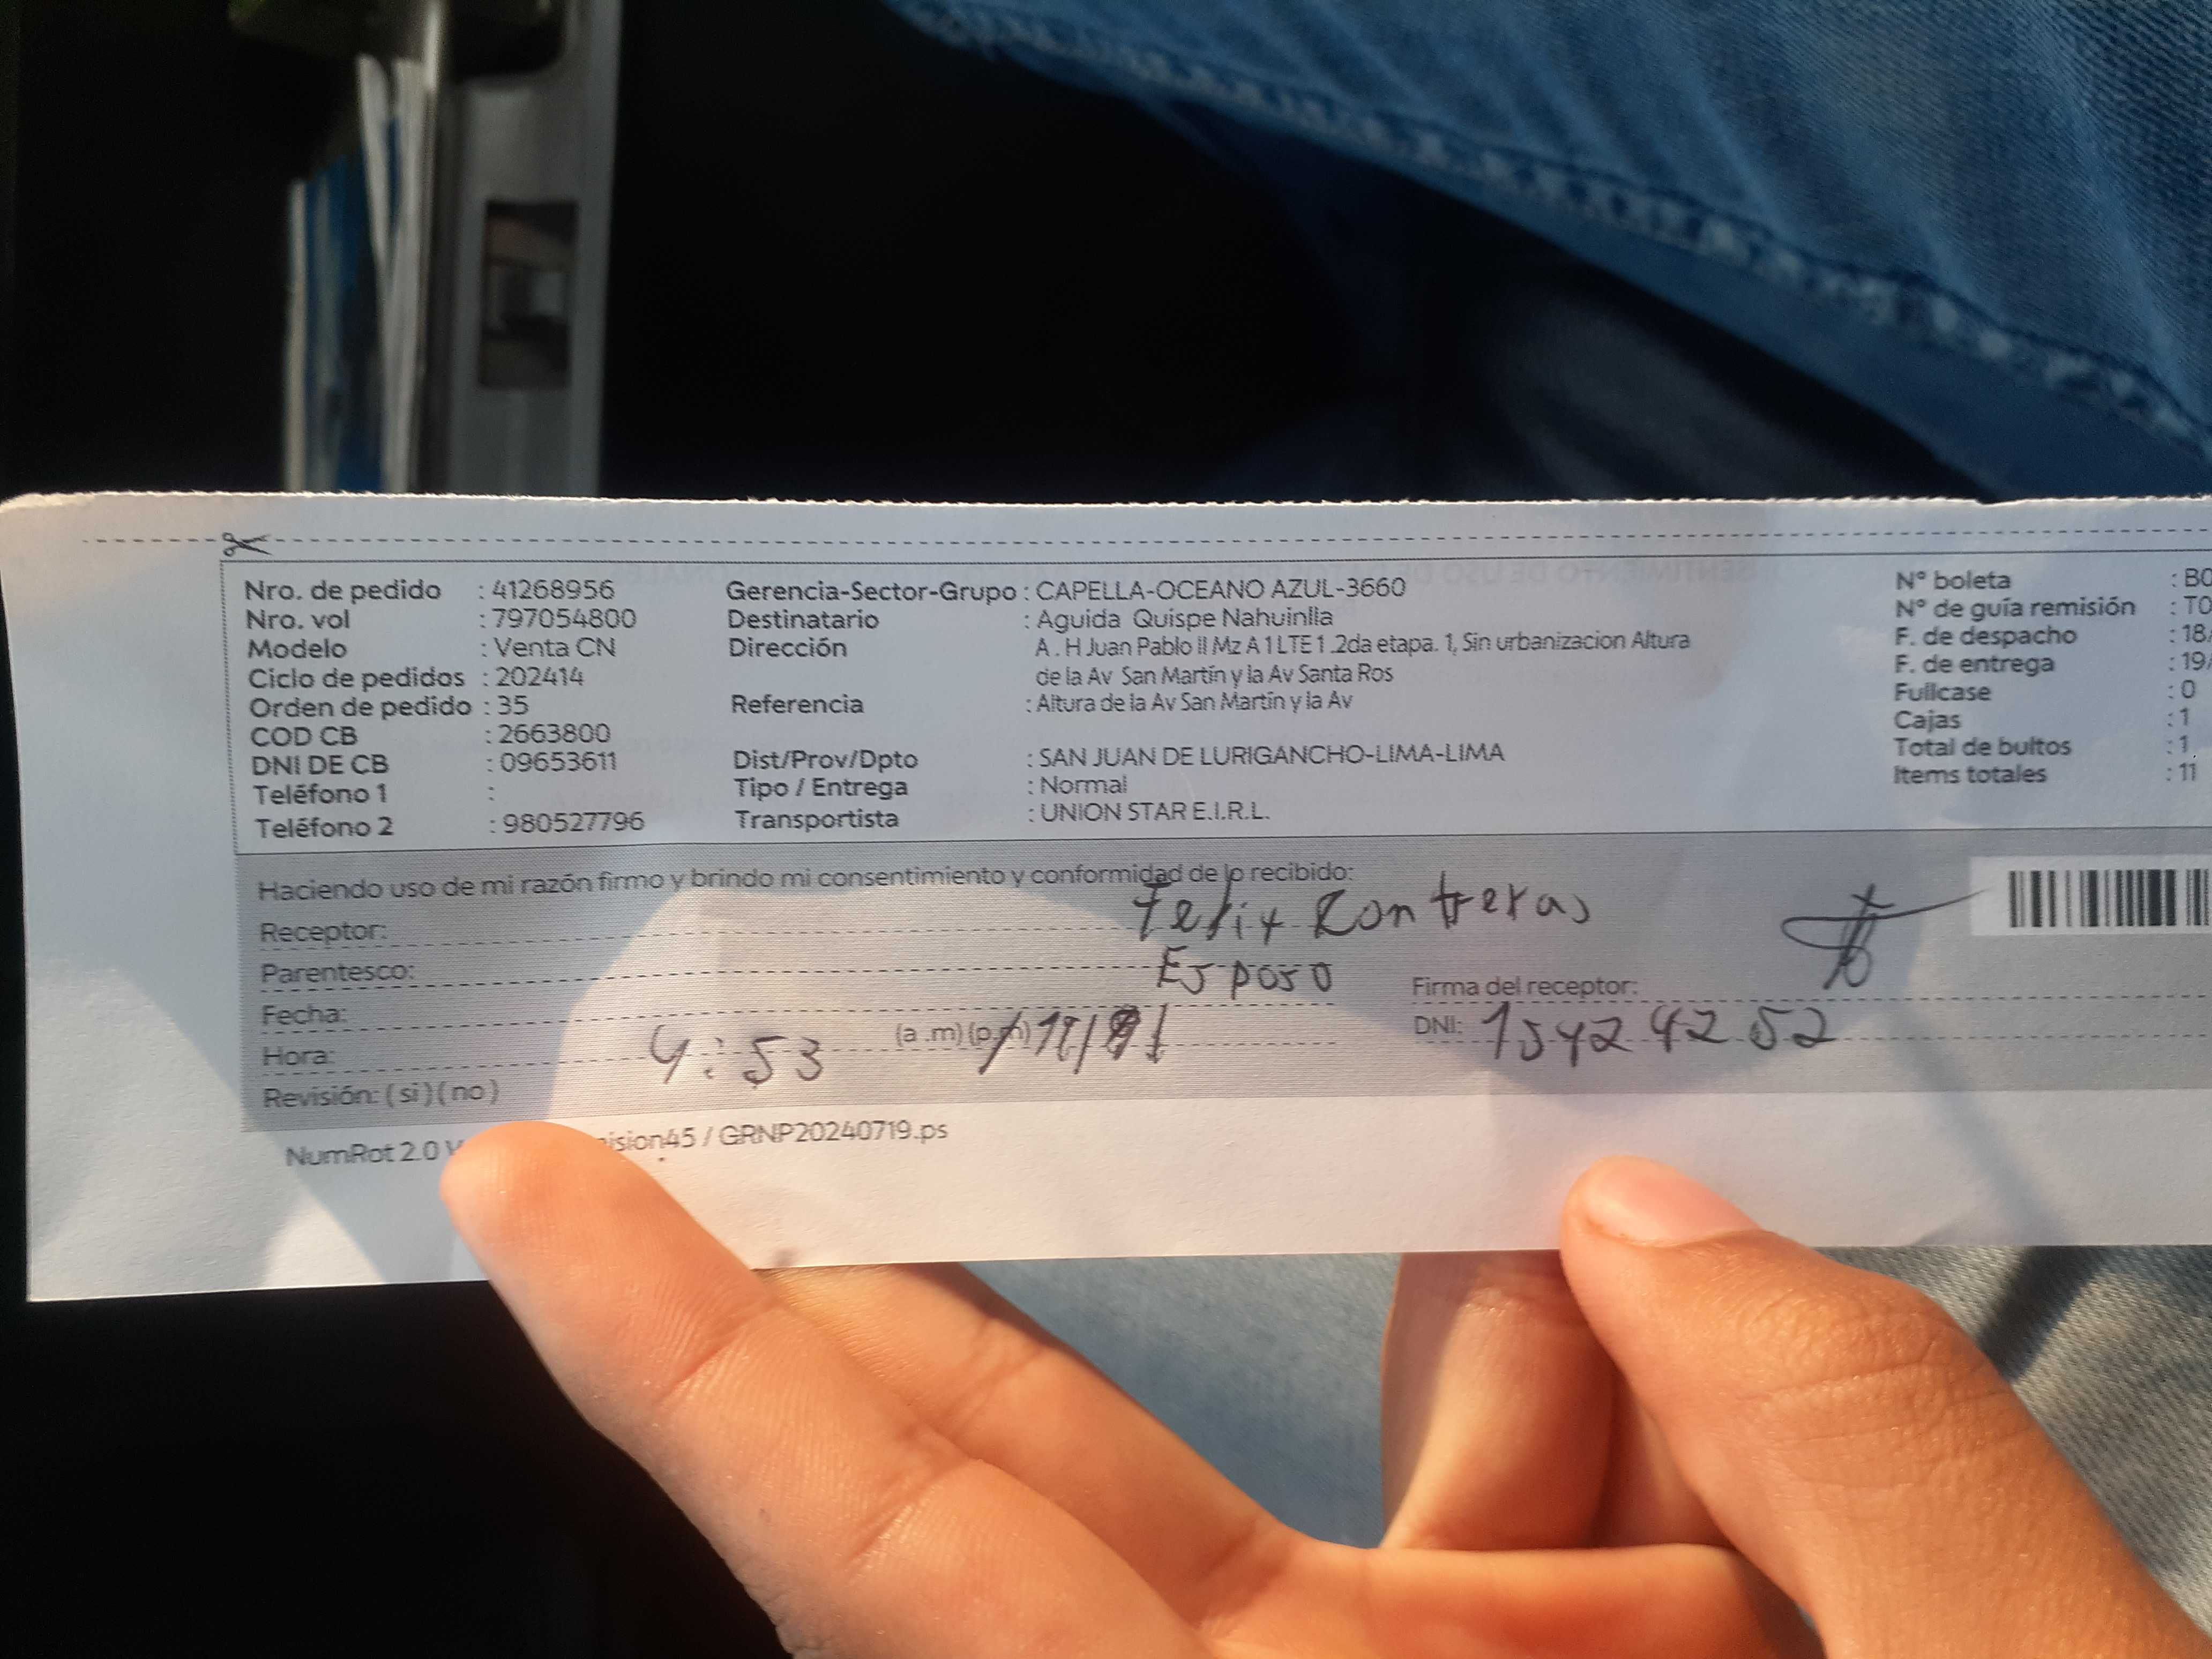 Nro. de pedido : 41268956 Gerencia-Sector-Grupo : CAPELLA-OCEANO AZUL-3660 N° boleta : B0
Nro. vol : 797054800 Destinatario : Aguida Quispe Nahuinlla N° de guía remisión : T0
Modelo : Venta CN Dirección A . H Juan Pablo II Mz A 1 LTE 1 .2da etapa. 1, Sin urbanizacion Altura F. de despacho : 18/
Ciclo de pedidos : 202414 de la Av San Martín y la Av Santa Ros F. de entrega : 19/
Orden de pedido : 35 Referencia : Altura de la Av San Martín y la Av Fullcase : 0
COD CB : 2663800 Cajas : 1
DNI DE CB : 09653611 Dist/Prov/Dpto : SAN JUAN DE LURIGANCHO-LIMA-LIMA Total de bultos : 1
Teléfono 1 : Tipo / Entrega : Normal Items totales : 11
Teléfono 2 : 980527796 Transportista : UNION STAR E.I.R.L.
Haciendo uso de mi razón firmo y brindo mi consentimiento y conformidad de lo recibido:
Receptor: Felix Contreras
Parentesco: Esposo Firma del receptor:
Fecha: DNI: 15424252
Hora: 4:53 (a .m) (p.m)
Revisión: ( si ) ( no )
NumRot 2.0 ision45 / GRNP20240719.ps